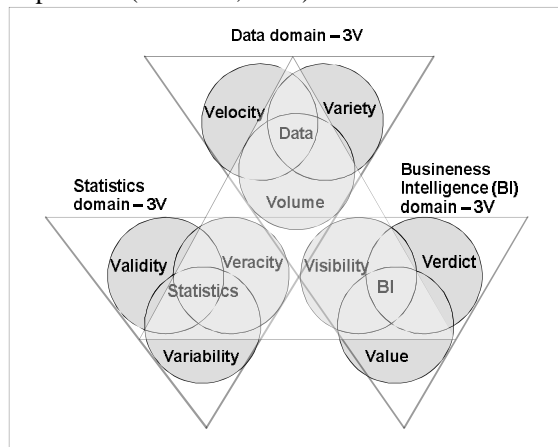 Data domain – 3V
Velocity
Variety
Data
Volume
Statistics
domain – 3V
Busineness
Intelligence (BI)
domain – 3V
Validity
Veracity
Statistics
Variability
Visibility
Verdict
BI
Value